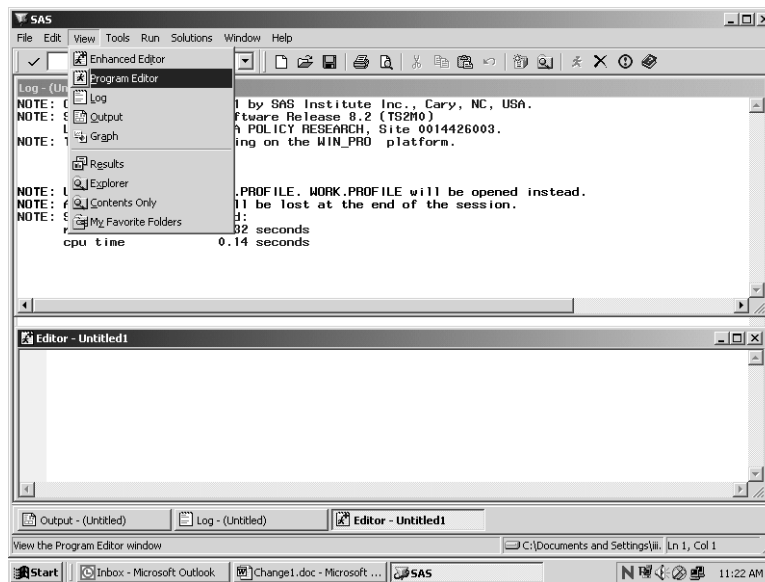 SAS
File Edit View Tools Run Solutions Window Help
Enhanced Editor
Program Editor
Log
Output
Graph
Results
Explorer
Contents Only
My Favorite Folders
Log - (Un
NOTE: 1 by SAS Institute Inc., Cary, NC, USA.
NOTE: S ftware Release 8.2 (TS2M0)
L A POLICY RESEARCH, Site 0014426003.
NOTE: T ing on the WIN_PRO platform.
NOTE: .PROFILE. WORK.PROFILE will be opened instead.
NOTE: ll be lost at the end of the session.
NOTE: S d:
r 32 seconds
cpu time 0.14 seconds
Editor - Untitled1
Output - (Untitled) Log - (Untitled) Editor - Untitled1
View the Program Editor window C:\Documents and Settings\iii. Ln 1, Col 1
Start Inbox - Microsoft Outlook Change1.doc - Microsoft ... SAS N 11:22 AM